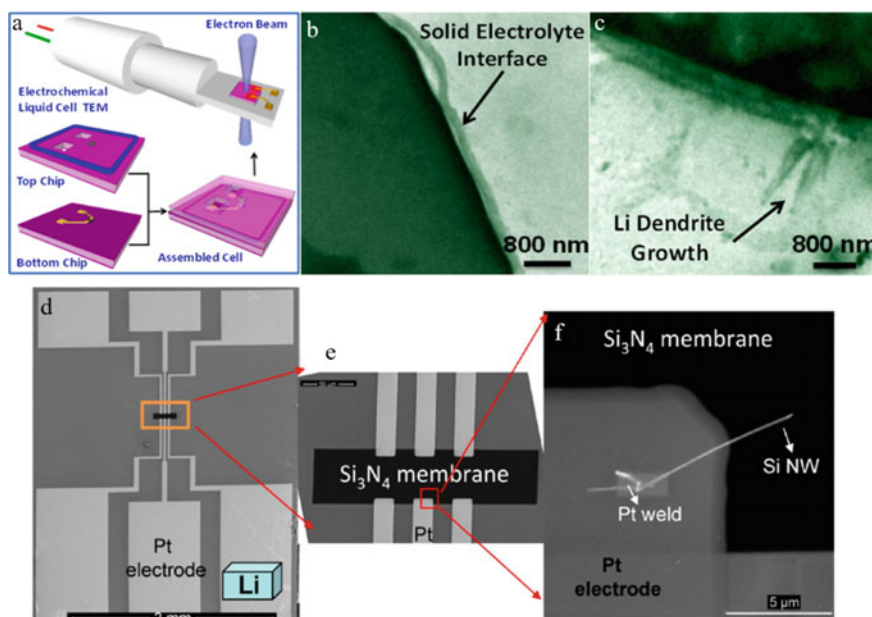 a
Electron Beam
Electrochemical
Liquid Cell TEM
Top Chip
Bottom Chip
Assembled Cell
b
Solid Electrolyte
Interface
800 nm
c
Li Dendrite
Growth
800 nm
d
Pt
electrode
Li
2 mm
e
Si₃N₄ membrane
Pt
f
Si₃N₄ membrane
Si NW
Pt weld
Pt
electrode
5 µm